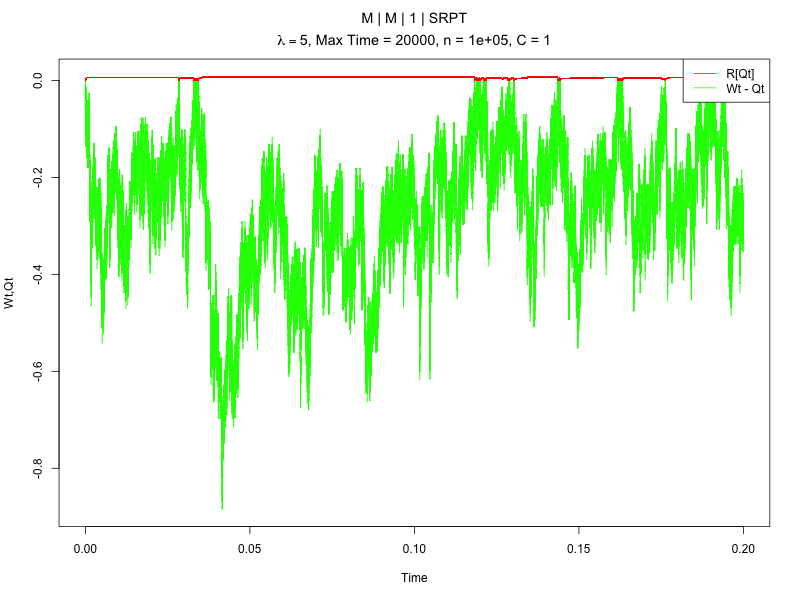 M | M | 1 | SRPT
λ = 5, Max Time = 20000, n = 1e+05, C = 1
R[Qt]
Wt - Qt
0.0
-0.2
-0.4
-0.6
-0.8
Wt,Qt
0.00
0.05
0.10
0.15
0.20
Time